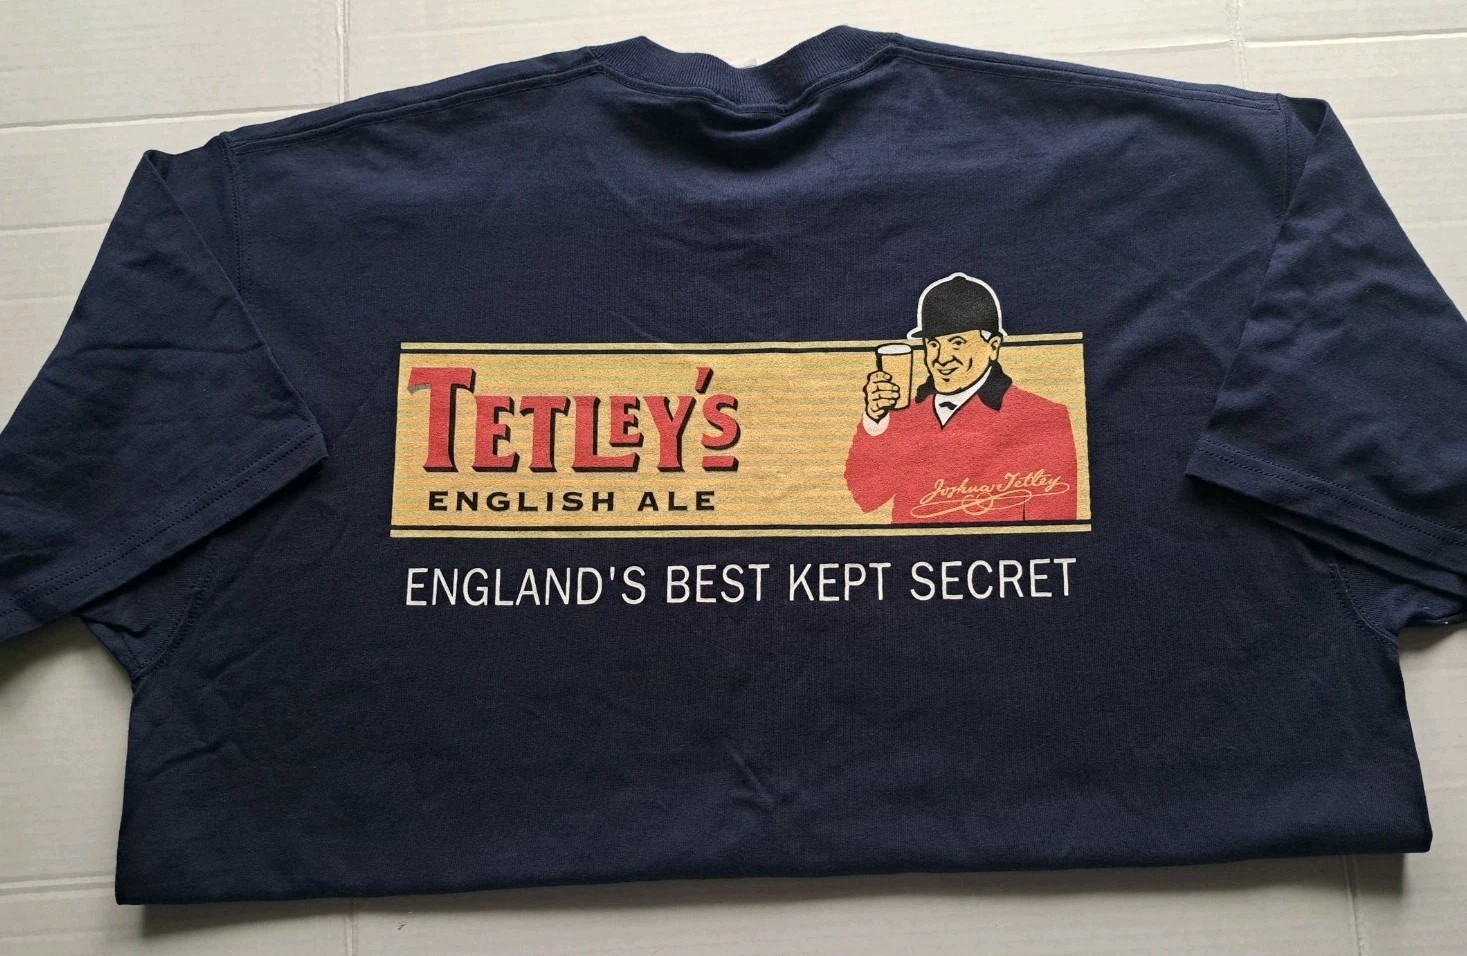 TETLEY'S
ENGLISH ALE
Joshua Tetley
ENGLAND'S BEST KEPT SECRET